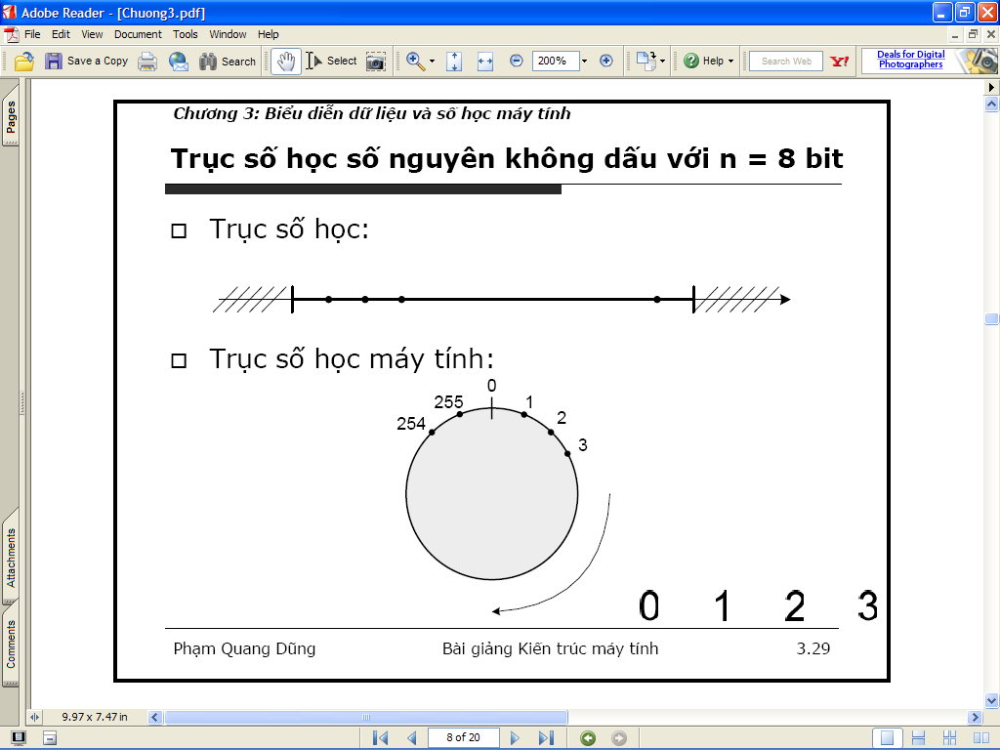 Adobe Reader - [Chuong3.pdf]
File Edit View Document Tools Window Help
Save a Copy Search Select 200% Help Search Web Y! Deals for Digital Photographers
Pages
Chương 3: Biểu diễn dữ liệu và số học máy tính
Trục số học số nguyên không dấu với n = 8 bit
Trục số học:
Trục số học máy tính:
0
255 1
254 2
3
0 1 2 3
Phạm Quang Dũng Bài giảng Kiến trúc máy tính 3.29
Attachments
Comments
9.97 x 7.47 in
8 of 20